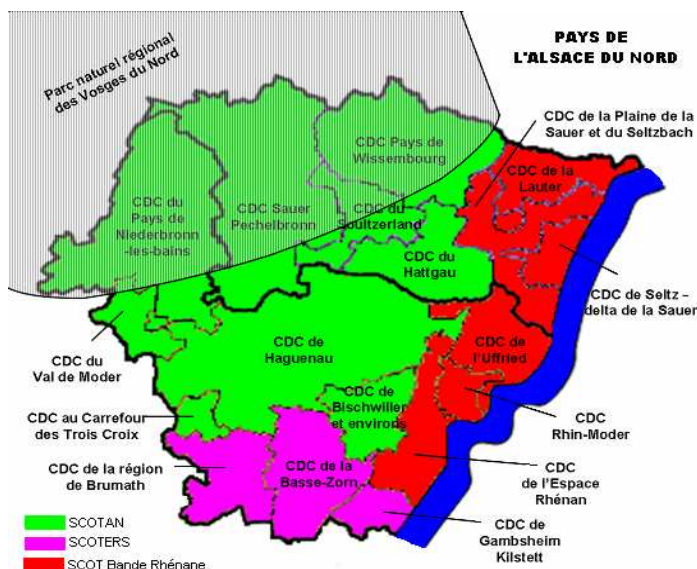 PAYS DE
L'ALSACE DU NORD
Parc naturel régional
des Vosges du Nord
CDC de la Plaine de la
Sauer et du Seltzbach
CDC Pays de
Wissembourg
CDC de la
Lauter
CDC du
Pays de
Niederbronn
-les-bains
CDC Sauer
Pechelbronn
CDC du
Soultzerland
CDC du
Hattgau
CDC de Seltz –
delta de la Sauer
CDC du
Val de Moder
CDC de
Haguenau
CDC de
l'Uffried
CDC de
Bischwiller
et environs
CDC au Carrefour
des Trois Croix
CDC
Rhin-Moder
CDC de la région
de Brumath
CDC de la
Basse-Zorn
CDC
de l'Espace
Rhénan
CDC de
Gambsheim
Kilstett
SCOTAN
SCOTERS
SCOT Bande Rhénane